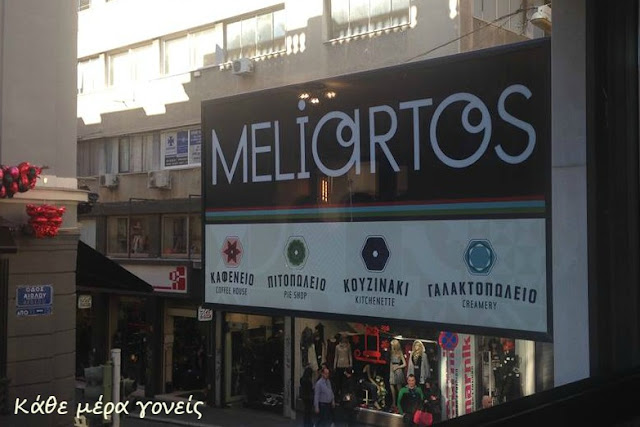 MELiaRTOS
ΚΑΦΕΝΕΙΟ
COFFEE HOUSE
ΠΙΤΟΠΩΛΕΙΟ
PIE SHOP
ΚΟΥΖΙΝΑΚΙ
KITCHENETTE
ΓΑΛΑΚΤΟΠΩΛΕΙΟ
CREAMERY
ΟΔΟΣ
ΑΙΟΛΟΥ
Κάθε μέρα γονείς